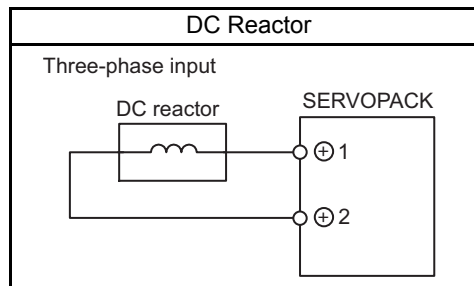 DC Reactor
Three-phase input
DC reactor
SERVOPACK
⊕ 1
⊕ 2